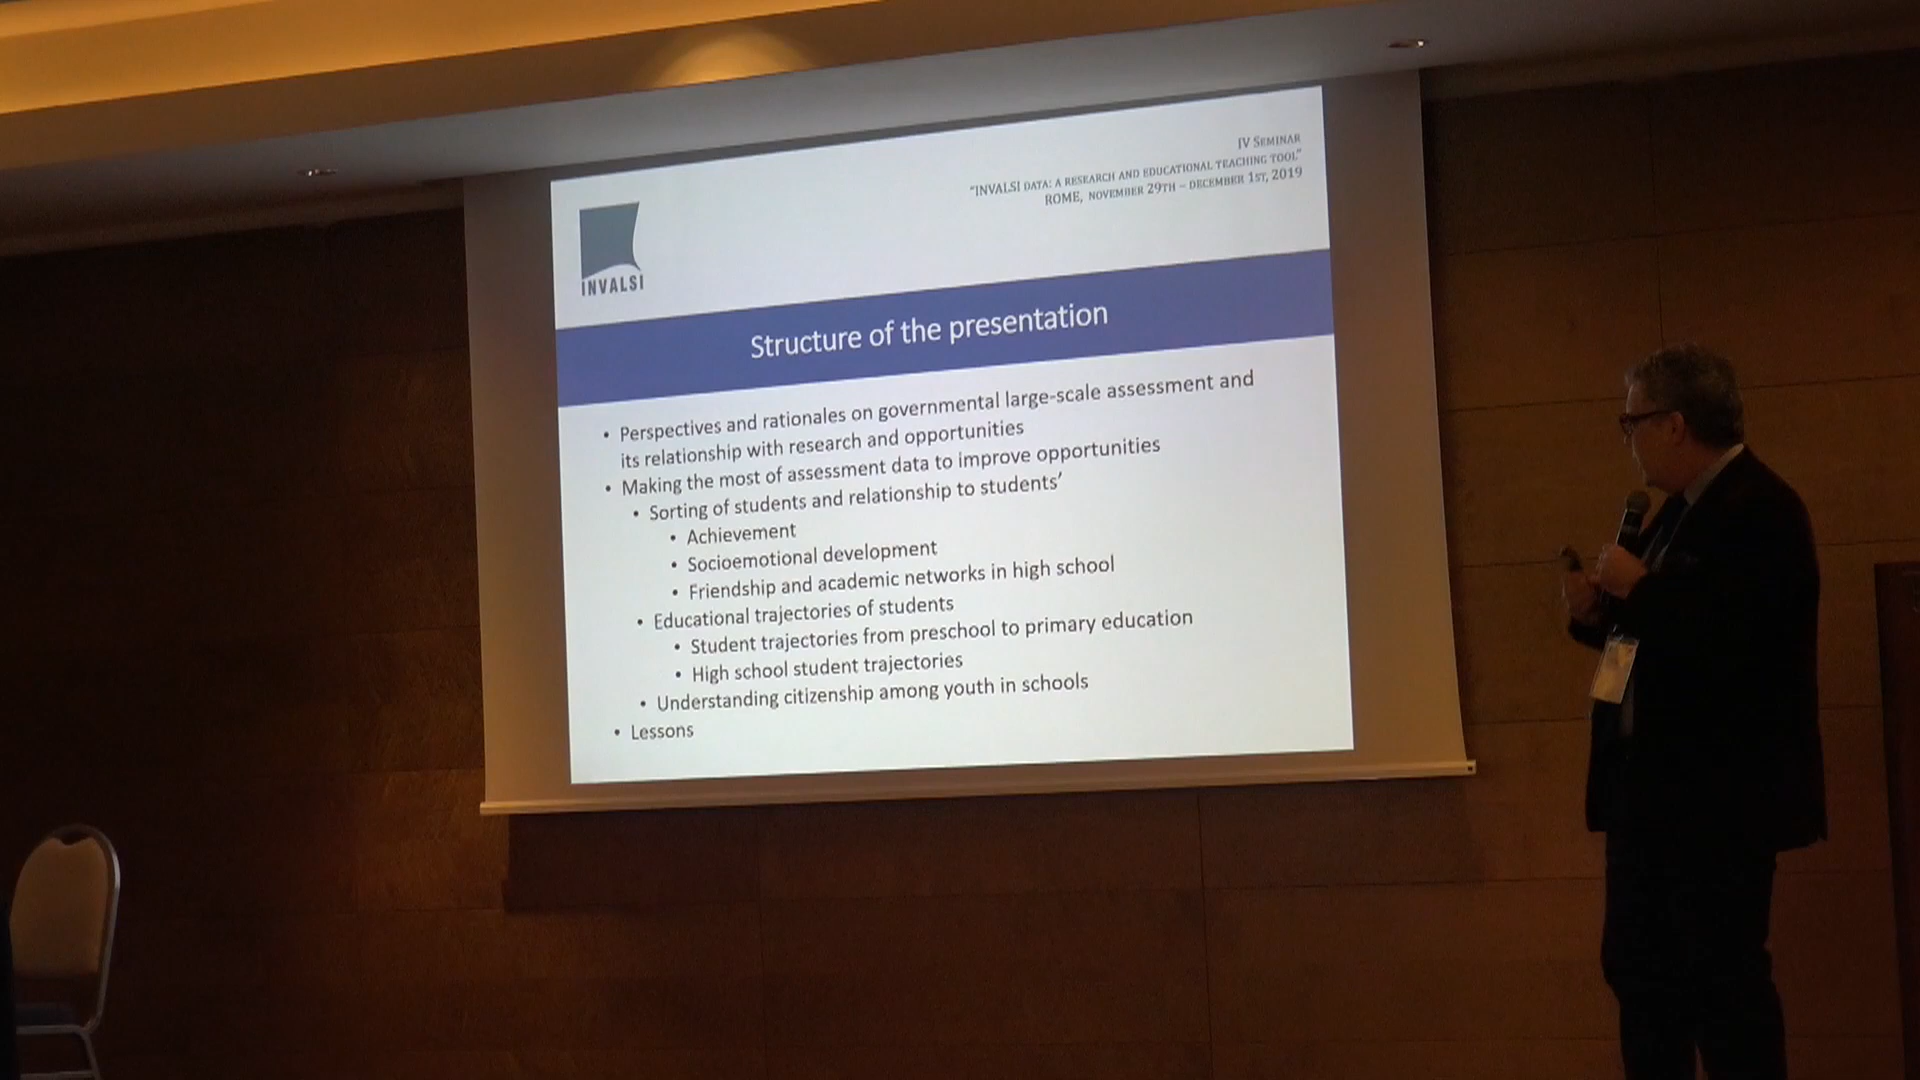 IV SEMINAR
"INVALSI DATA: A RESEARCH AND EDUCATIONAL TEACHING TOOL"
ROME, NOVEMBER 29TH – DECEMBER 1ST, 2019
INVALSI
Structure of the presentation
• Perspectives and rationales on governmental large-scale assessment and
its relationship with research and opportunities
• Making the most of assessment data to improve opportunities
• Sorting of students and relationship to students'
• Achievement
• Socioemotional development
• Friendship and academic networks in high school
• Educational trajectories of students
• Student trajectories from preschool to primary education
• High school student trajectories
• Understanding citizenship among youth in schools
• Lessons